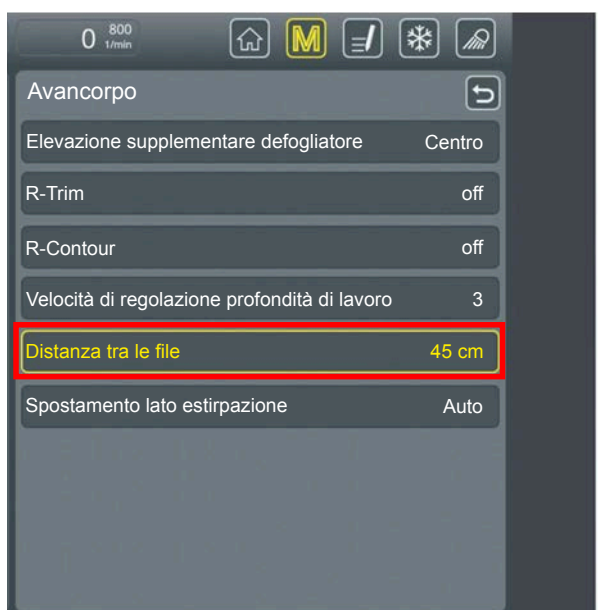 0 800 1/min M
Avancorpo
Elevazione supplementare defogliatore Centro
R-Trim off
R-Contour off
Velocità di regolazione profondità di lavoro 3
Distanza tra le file 45 cm
Spostamento lato estirpazione Auto